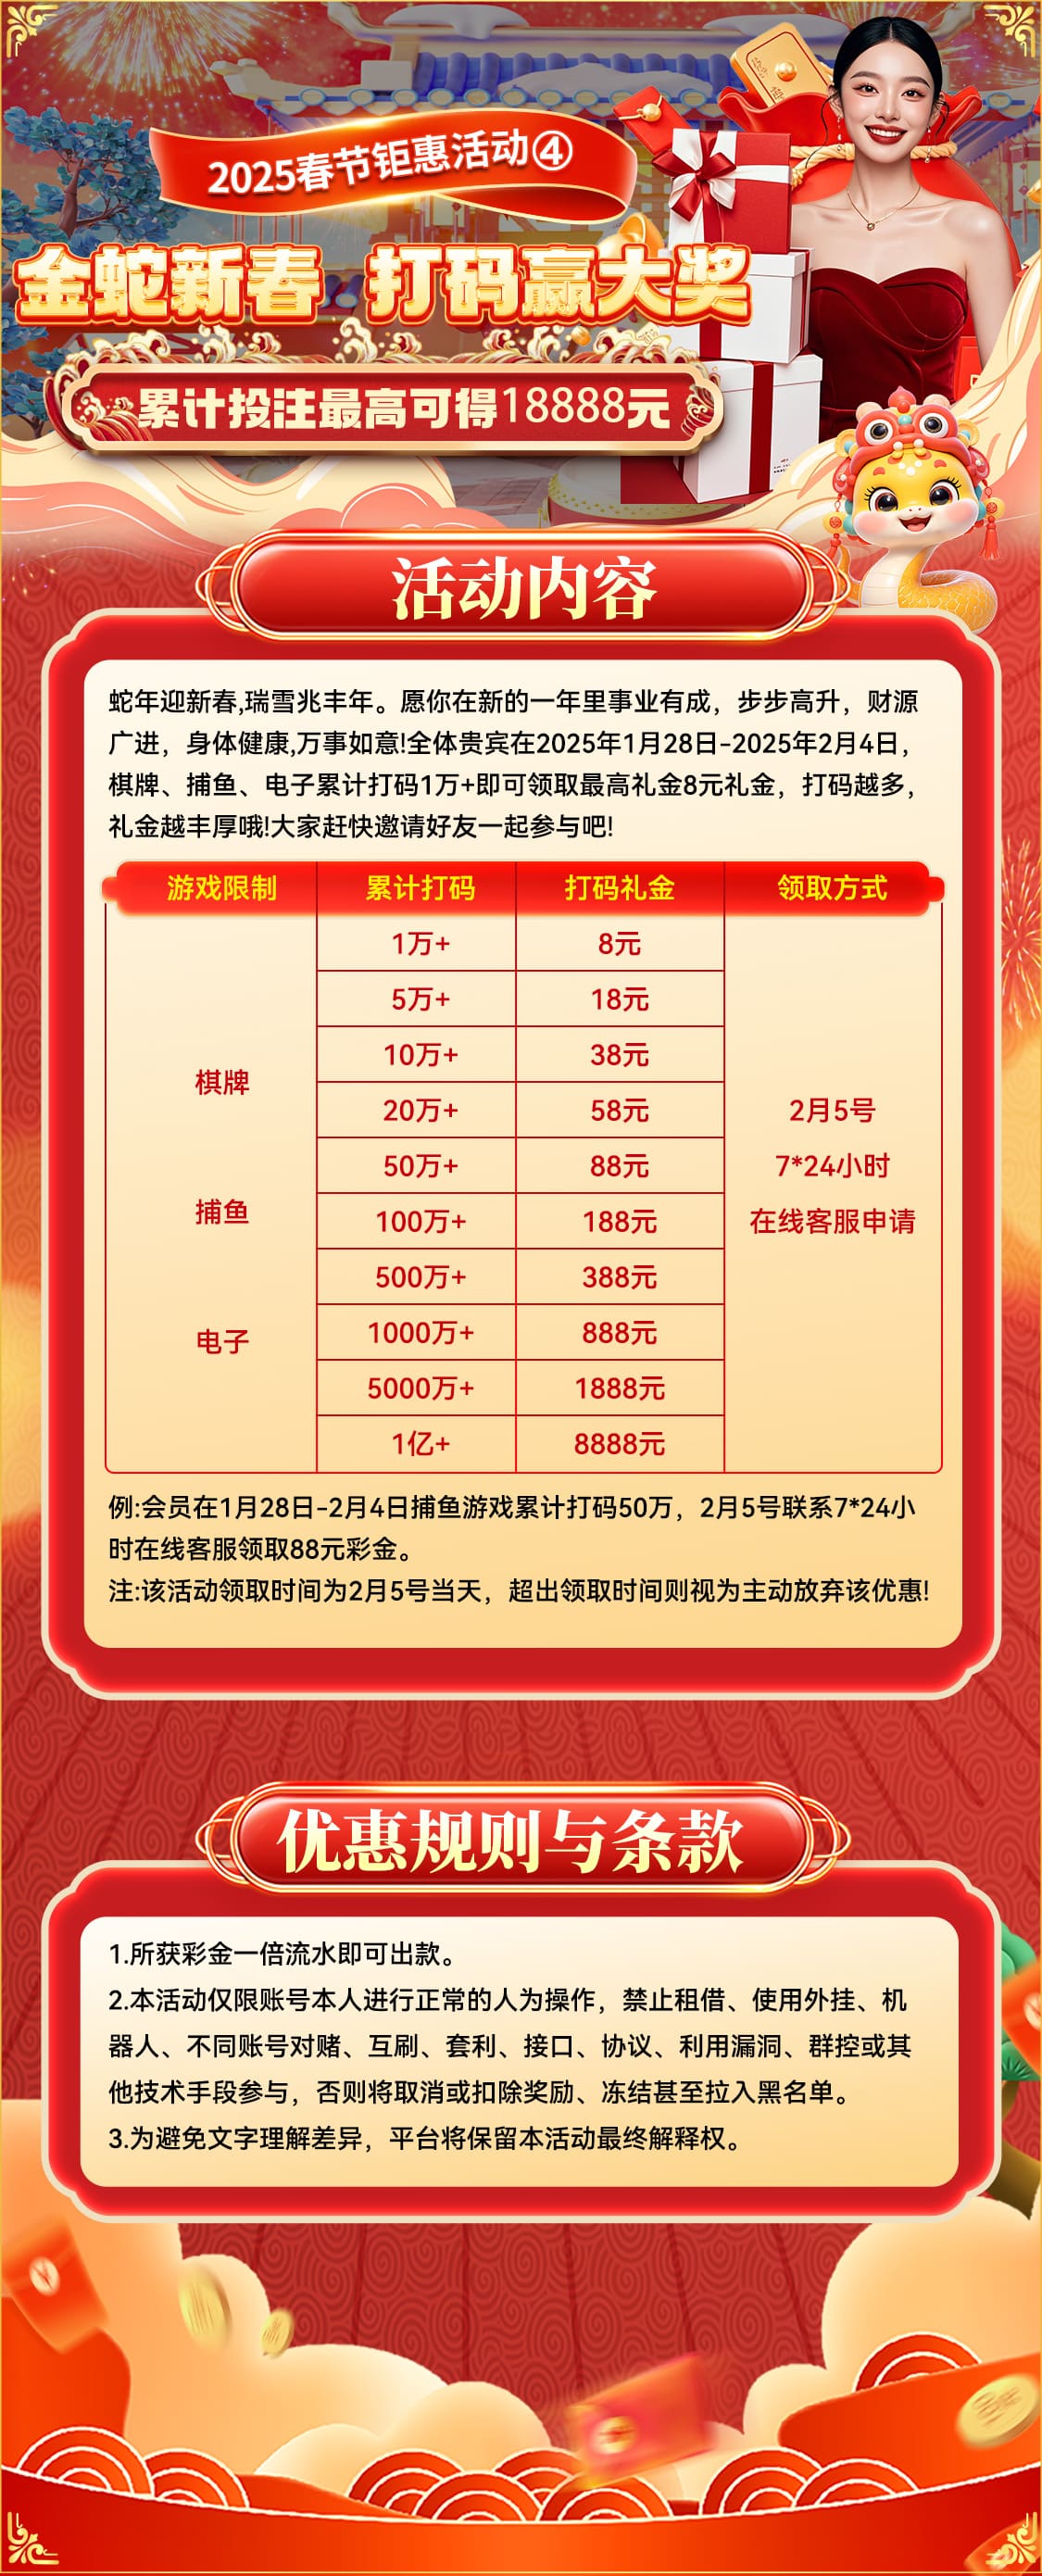 2025春节钜惠活动④
金蛇新春 打码赢大奖
累计投注最高可得18888元
活动内容
蛇年迎新春,瑞雪兆丰年。愿你在新的一年里事业有成，步步高升，财源
广进，身体健康,万事如意!全体贵宾在2025年1月28日-2025年2月4日，
棋牌、捕鱼、电子累计打码1万+即可领取最高礼金8元礼金，打码越多，
礼金越丰厚哦!大家赶快邀请好友一起参与吧!
游戏限制 累计打码 打码礼金 领取方式
1万+ 8元
5万+ 18元
10万+ 38元
棋牌
20万+ 58元 2月5号
50万+ 88元 7*24小时
捕鱼
100万+ 188元 在线客服申请
500万+ 388元
电子
1000万+ 888元
5000万+ 1888元
1亿+ 8888元
例:会员在1月28日-2月4日捕鱼游戏累计打码50万，2月5号联系7*24小
时在线客服领取88元彩金。
注:该活动领取时间为2月5号当天，超出领取时间则视为主动放弃该优惠!
优惠规则与条款
1.所获彩金一倍流水即可出款。
2.本活动仅限账号本人进行正常的人为操作，禁止租借、使用外挂、机
器人、不同账号对赌、互刷、套利、接口、协议、利用漏洞、群控或其
他技术手段参与，否则将取消或扣除奖励、冻结甚至拉入黑名单。
3.为避免文字理解差异，平台将保留本活动最终解释权。